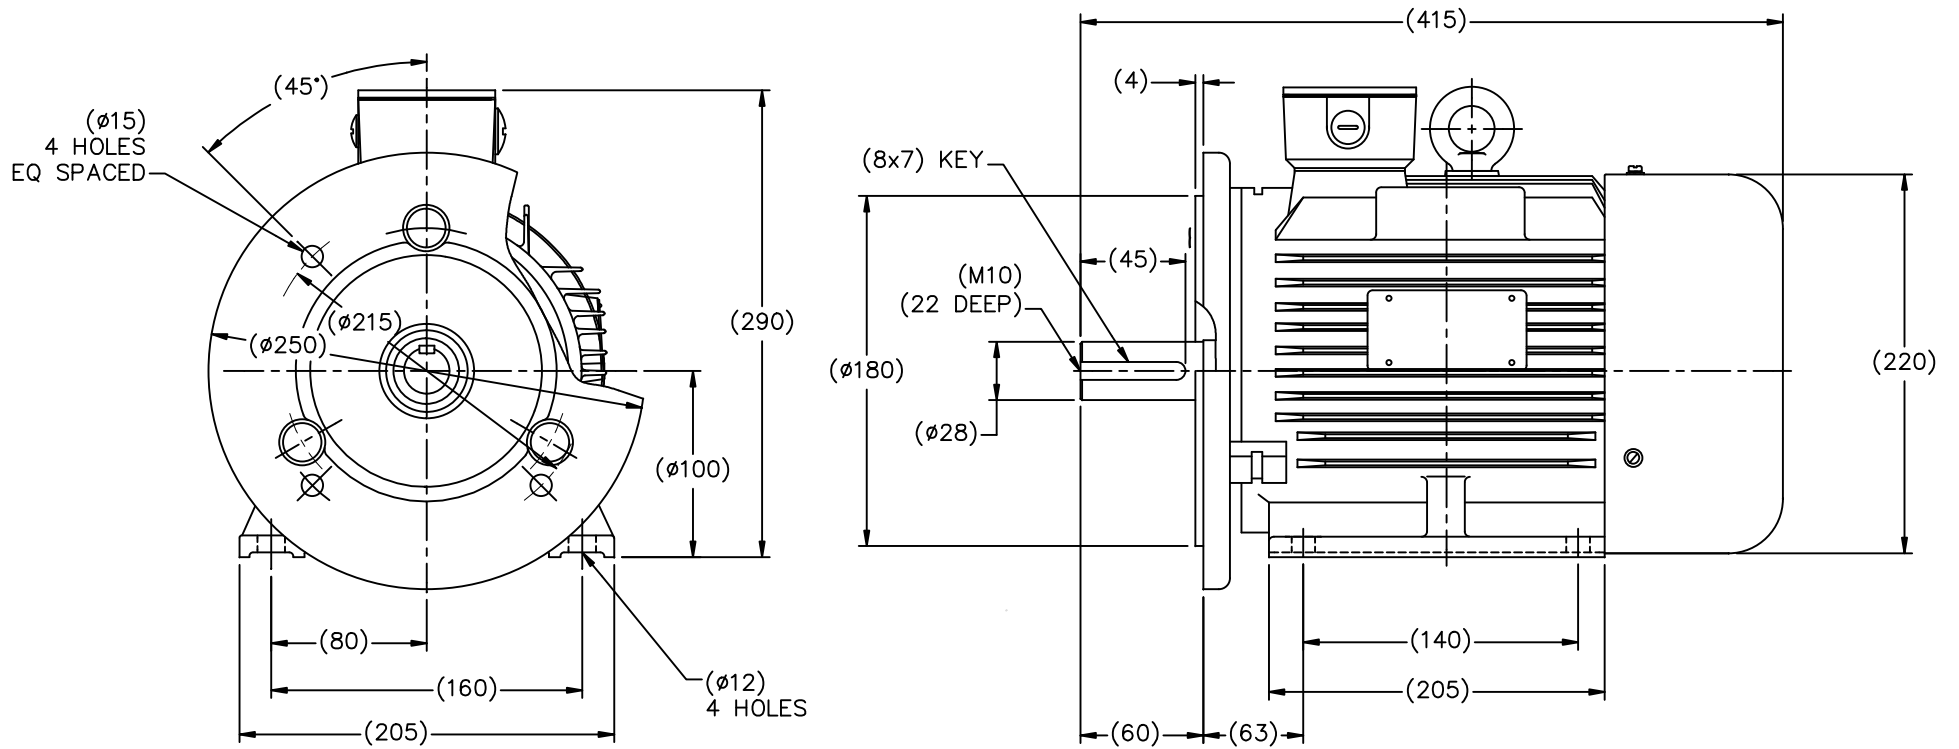 (45°)
(ø15)
4 HOLES
EQ SPACED
(ø215)
(ø250)
(290)
(ø100)
(80)
(160)
(205)
(ø12)
4 HOLES
(415)
(4)
(8x7) KEY
(45)
(M10)
(22 DEEP)
(ø180)
(ø28)
(220)
(140)
(205)
(60)
(63)